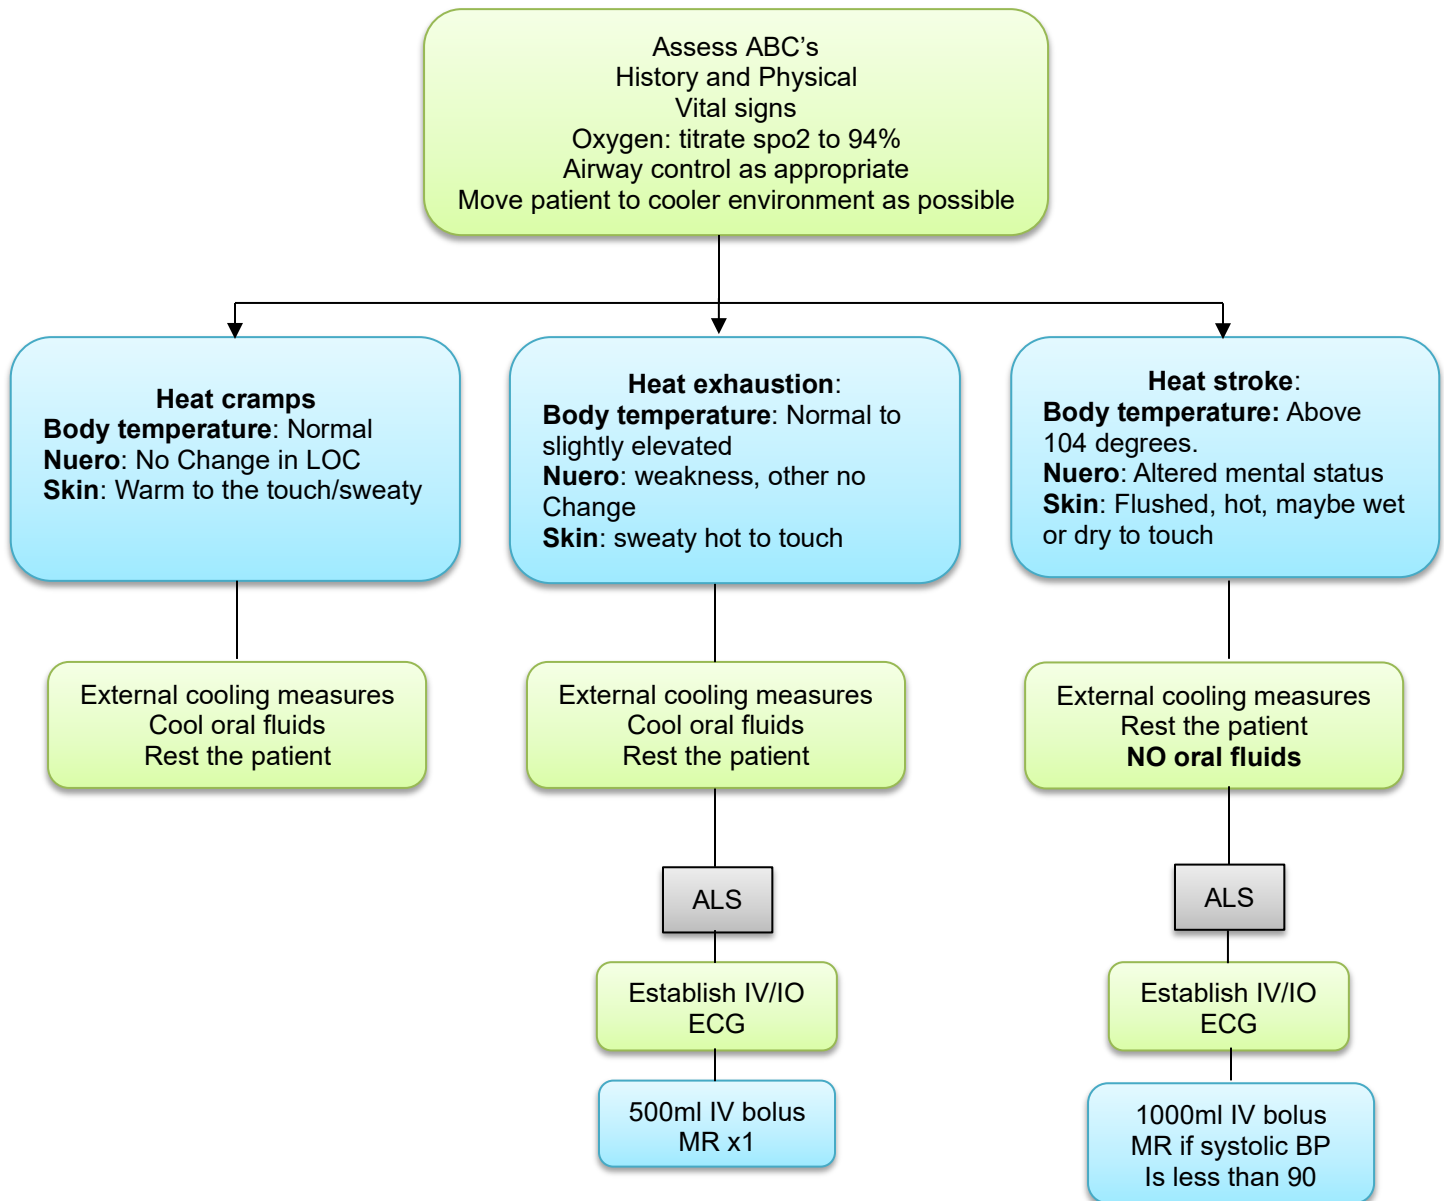 Assess ABC’s
History and Physical
Vital signs
Oxygen: titrate spo2 to 94%
Airway control as appropriate
Move patient to cooler environment as possible
Heat cramps
Body temperature: Normal
Nuero: No Change in LOC
Skin: Warm to the touch/sweaty
Heat exhaustion:
Body temperature: Normal to
slightly elevated
Nuero: weakness, other no
Change
Skin: sweaty hot to touch
Heat stroke:
Body temperature: Above
104 degrees.
Nuero: Altered mental status
Skin: Flushed, hot, maybe wet
or dry to touch
External cooling measures
Cool oral fluids
Rest the patient
External cooling measures
Cool oral fluids
Rest the patient
External cooling measures
Rest the patient
NO oral fluids
ALS
ALS
Establish IV/IO
ECG
Establish IV/IO
ECG
500ml IV bolus
MR x1
1000ml IV bolus
MR if systolic BP
Is less than 90